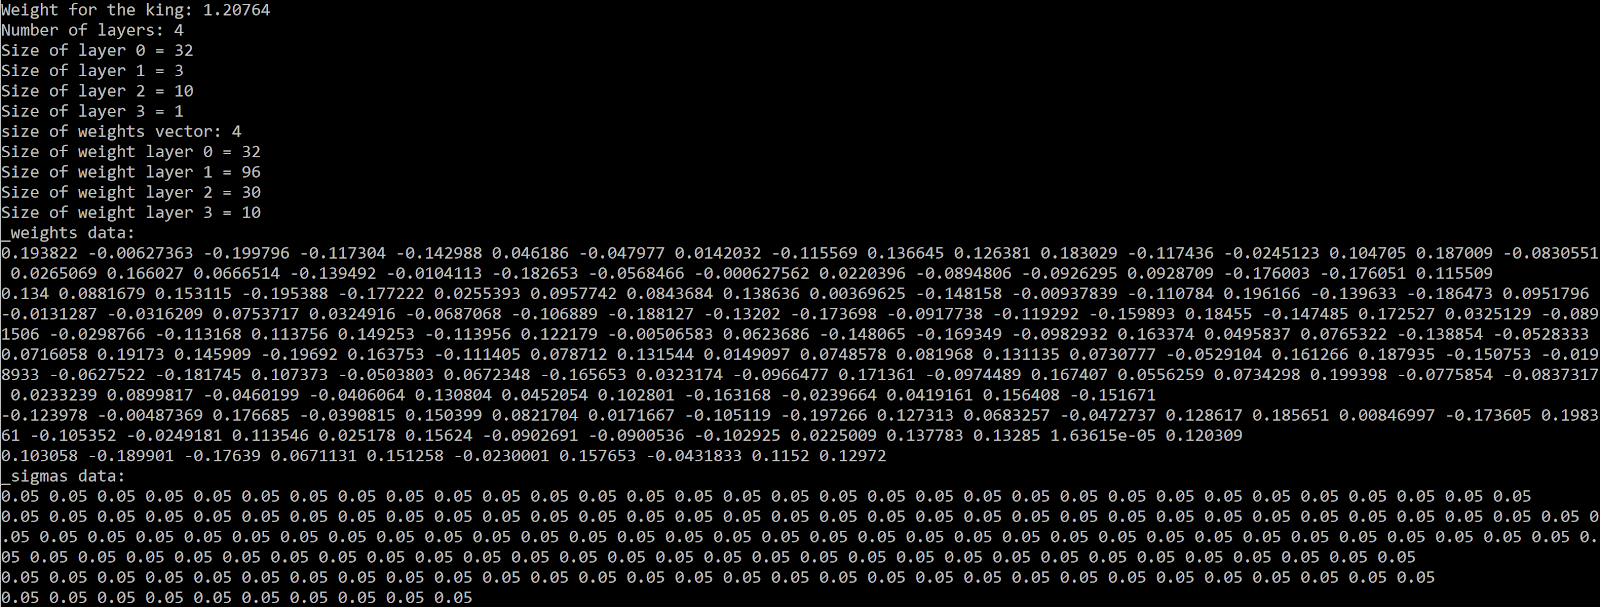 Weight for the king: 1.20764
Number of layers: 4
Size of layer 0 = 32
Size of layer 1 = 3
Size of layer 2 = 10
Size of layer 3 = 1
size of weights vector: 4
Size of weight layer 0 = 32
Size of weight layer 1 = 96
Size of weight layer 2 = 30
Size of weight layer 3 = 10
_weights data:
0.193822 -0.00627363 -0.199796 -0.117304 -0.142988 0.046186 -0.047977 0.0142032 -0.115569 0.136645 0.126381 0.183029 -0.117436 -0.0245123 0.104705 0.187009 -0.0830551
0.0265069 0.166027 0.0666514 -0.139492 -0.0104113 -0.182653 -0.0568466 -0.000627562 0.0220396 -0.0894806 -0.0926295 0.0928709 -0.176003 -0.176051 0.115509
0.134 0.0881679 0.153115 -0.195388 -0.177222 0.0255393 0.0957742 0.0843684 0.138636 0.00369625 -0.148158 -0.00937839 -0.110784 0.196166 -0.139633 -0.186473 0.0951796
-0.0131287 -0.0316209 0.0753717 0.0324916 -0.0687068 -0.106889 -0.188127 -0.13202 -0.173698 -0.0917738 -0.119292 -0.159893 0.18455 -0.147485 0.172527 0.0325129 -0.089
1506 -0.0298766 -0.113168 0.113756 0.149253 -0.113956 0.122179 -0.00506583 0.0623686 -0.148065 -0.169349 -0.0982932 0.163374 0.0495837 0.0765322 -0.138854 -0.0528333
0.0716058 0.19173 0.145909 -0.19692 0.163753 -0.111405 0.078712 0.131544 0.0149097 0.0748578 0.081968 0.131135 0.0730777 -0.0529104 0.161266 0.187935 -0.150753 -0.019
8933 -0.0627522 -0.181745 0.107373 -0.0503803 0.0672348 -0.165653 0.0323174 -0.0966477 0.171361 -0.0974489 0.167407 0.0556259 0.0734298 0.199398 -0.0775854 -0.0837317
0.0233239 0.0899817 -0.0460199 -0.0406064 0.130804 0.0452054 0.102801 -0.163168 -0.0239664 0.0419161 0.156408 -0.151671
-0.123978 -0.00487369 0.176685 -0.0390815 0.150399 0.0821704 0.0171667 -0.105119 -0.197266 0.127313 0.0683257 -0.0472737 0.128617 0.185651 0.00846997 -0.173605 0.1983
61 -0.105352 -0.0249181 0.113546 0.025178 0.15624 -0.0902691 -0.0900536 -0.102925 0.0225009 0.137783 0.13285 1.63615e-05 0.120309
0.103058 -0.189901 -0.17639 0.0671131 0.151258 -0.0230001 0.157653 -0.0431833 0.1152 0.12972
_sigmas data:
0.05 0.05 0.05 0.05 0.05 0.05 0.05 0.05 0.05 0.05 0.05 0.05 0.05 0.05 0.05 0.05 0.05 0.05 0.05 0.05 0.05 0.05 0.05 0.05 0.05 0.05 0.05 0.05 0.05 0.05 0.05 0.05
0.05 0.05 0.05 0.05 0.05 0.05 0.05 0.05 0.05 0.05 0.05 0.05 0.05 0.05 0.05 0.05 0.05 0.05 0.05 0.05 0.05 0.05 0.05 0.05 0.05 0.05 0.05 0.05 0.05 0.05 0.05 0.05 0.05 0
.05 0.05 0.05 0.05 0.05 0.05 0.05 0.05 0.05 0.05 0.05 0.05 0.05 0.05 0.05 0.05 0.05 0.05 0.05 0.05 0.05 0.05 0.05 0.05 0.05 0.05 0.05 0.05 0.05 0.05 0.05 0.05 0.05 0.
05 0.05 0.05 0.05 0.05 0.05 0.05 0.05 0.05 0.05 0.05 0.05 0.05 0.05 0.05 0.05 0.05 0.05 0.05 0.05 0.05 0.05 0.05 0.05 0.05 0.05 0.05 0.05 0.05 0.05
0.05 0.05 0.05 0.05 0.05 0.05 0.05 0.05 0.05 0.05 0.05 0.05 0.05 0.05 0.05 0.05 0.05 0.05 0.05 0.05 0.05 0.05 0.05 0.05 0.05 0.05 0.05 0.05 0.05 0.05
0.05 0.05 0.05 0.05 0.05 0.05 0.05 0.05 0.05 0.05